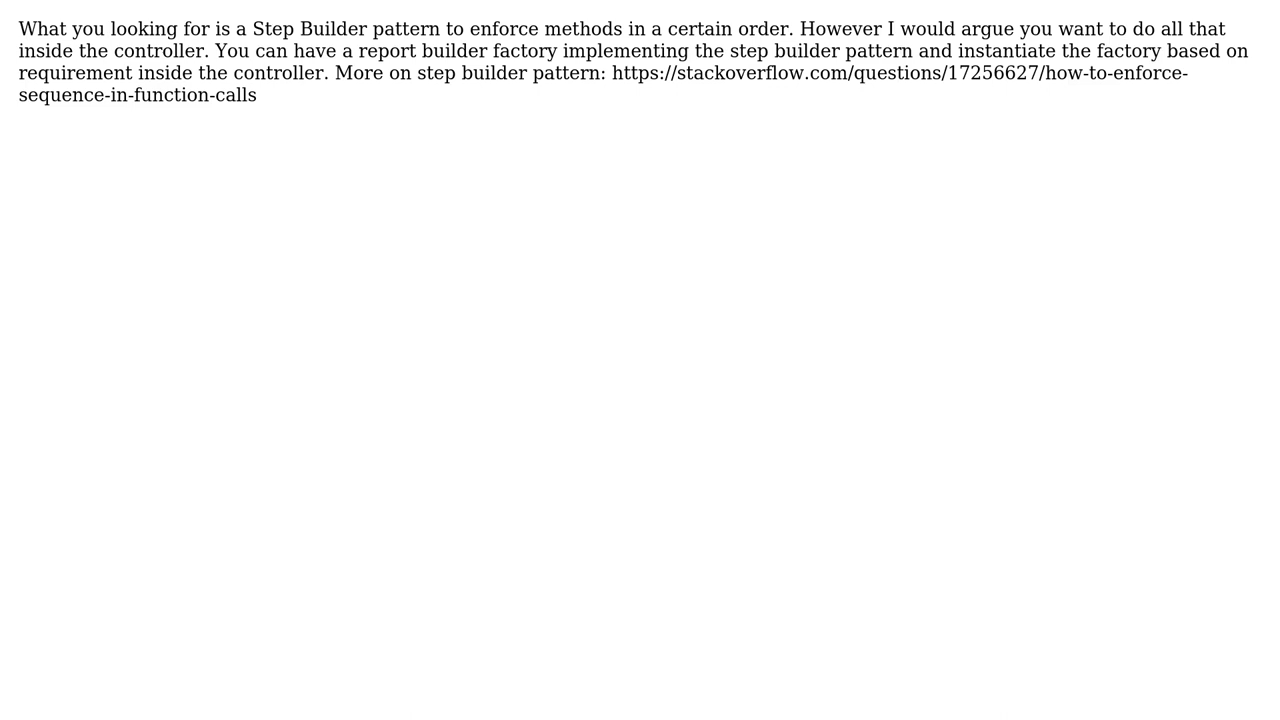 What you looking for is a Step Builder pattern to enforce methods in a certain order. However I would argue you want to do all that
inside the controller. You can have a report builder factory implementing the step builder pattern and instantiate the factory based on
requirement inside the controller. More on step builder pattern: https://stackoverflow.com/questions/17256627/how-to-enforce-
sequence-in-function-calls